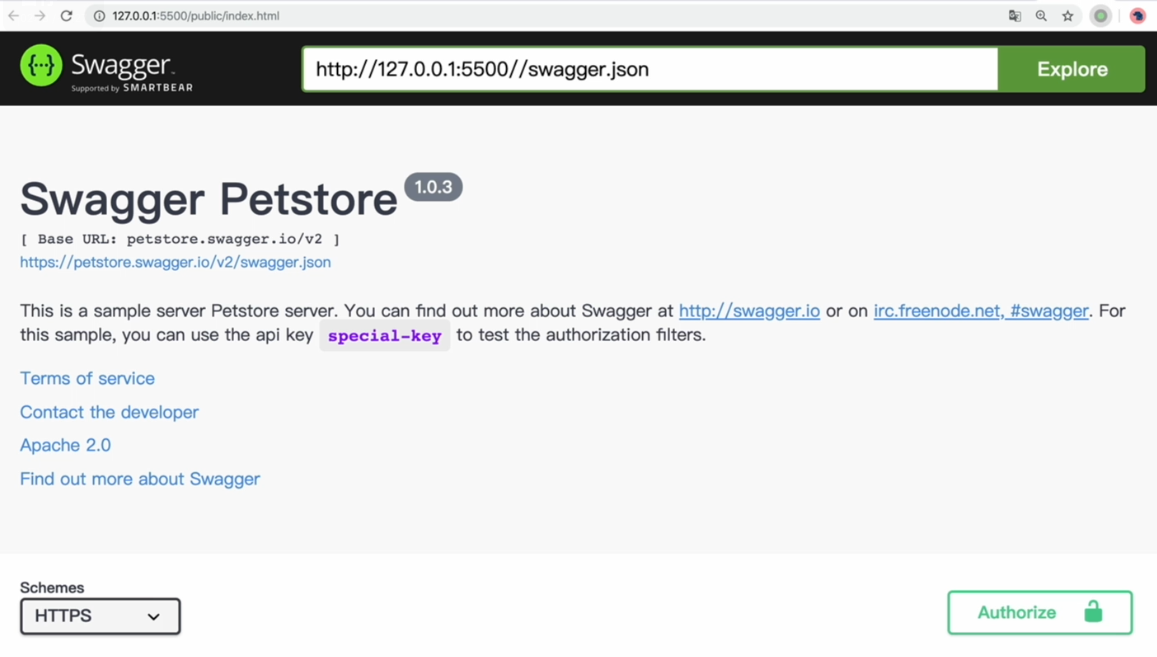 127.0.0.1:5500/public/index.html
{···} Swagger
Supported by SMARTBEAR
http://127.0.0.1:5500//swagger.json
Explore
Swagger Petstore 1.0.3
[ Base URL: petstore.swagger.io/v2 ]
https://petstore.swagger.io/v2/swagger.json
This is a sample server Petstore server. You can find out more about Swagger at http://swagger.io or on irc.freenode.net, #swagger. For
this sample, you can use the api key special-key to test the authorization filters.
Terms of service
Contact the developer
Apache 2.0
Find out more about Swagger
Schemes
HTTPS
Authorize